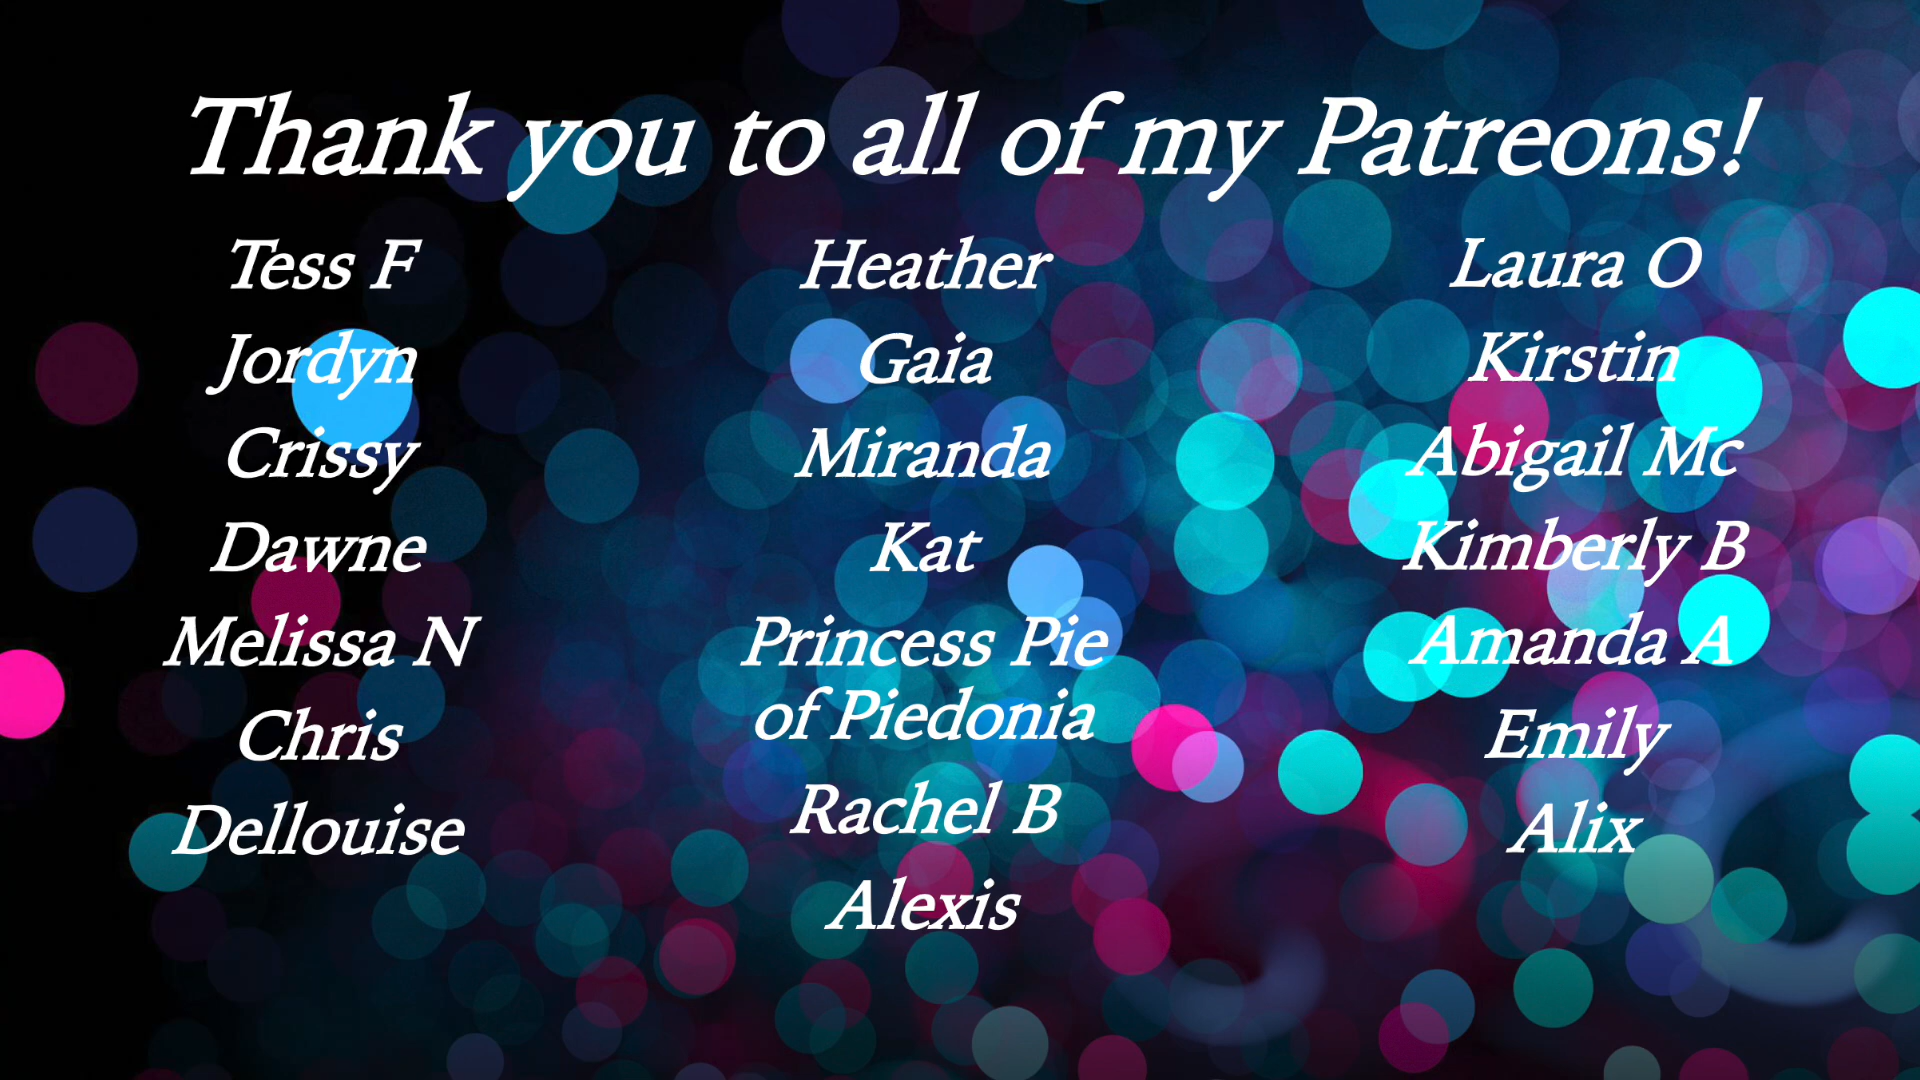 Thank you to all of my Patreons!
Tess F
Jordyn
Crissy
Dawne
Melissa N
Chris
Dellouise
Heather
Gaia
Miranda
Kat
Princess Pie
of Piedonia
Rachel B
Alexis
Laura O
Kirstin
Abigail Mc
Kimberly B
Amanda A
Emily
Alix